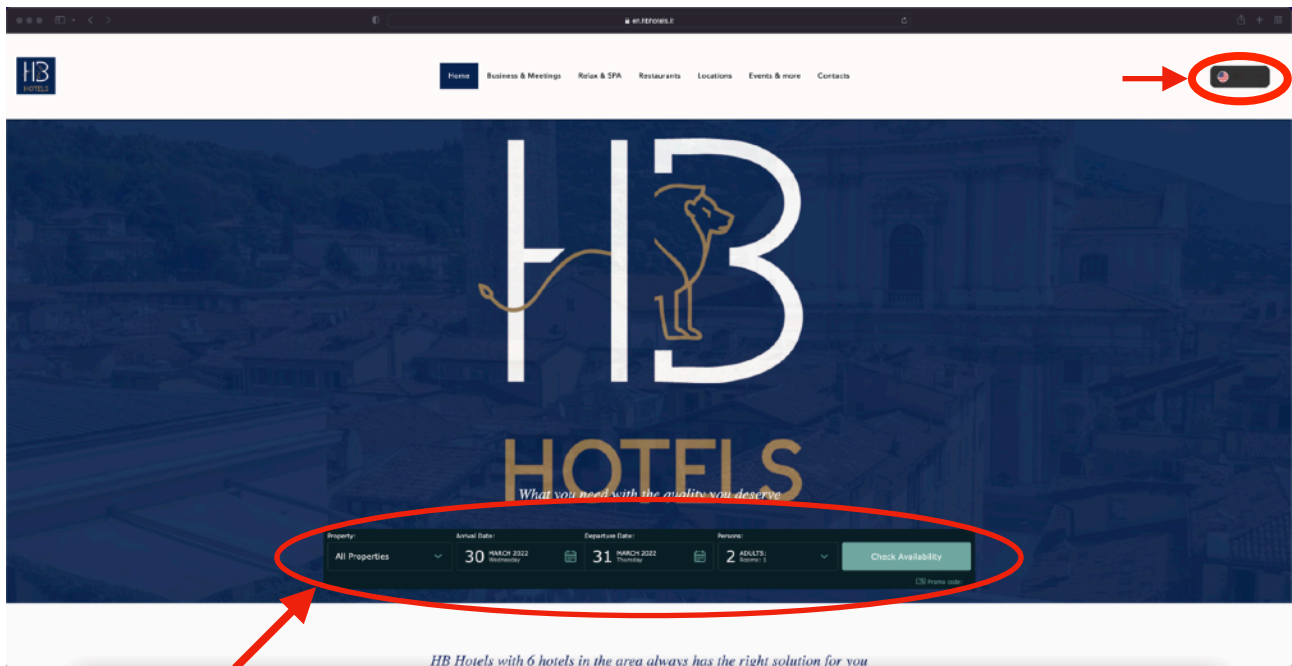 en.hbhotels.it
HB
HOTELS
Home Business & Meetings Relax & SPA Restaurants Locations Events & more Contacts
HB
HOTELS
What you need with the quality you deserve
Property: Arrival Date: Departure Date: Persons:
All Properties 30 MARCH 2022 Wednesday 31 MARCH 2022 Thursday 2 ADULTS: Rooms: 1 Check Availability
Promo code:
HB Hotels with 6 hotels in the area always has the right solution for you